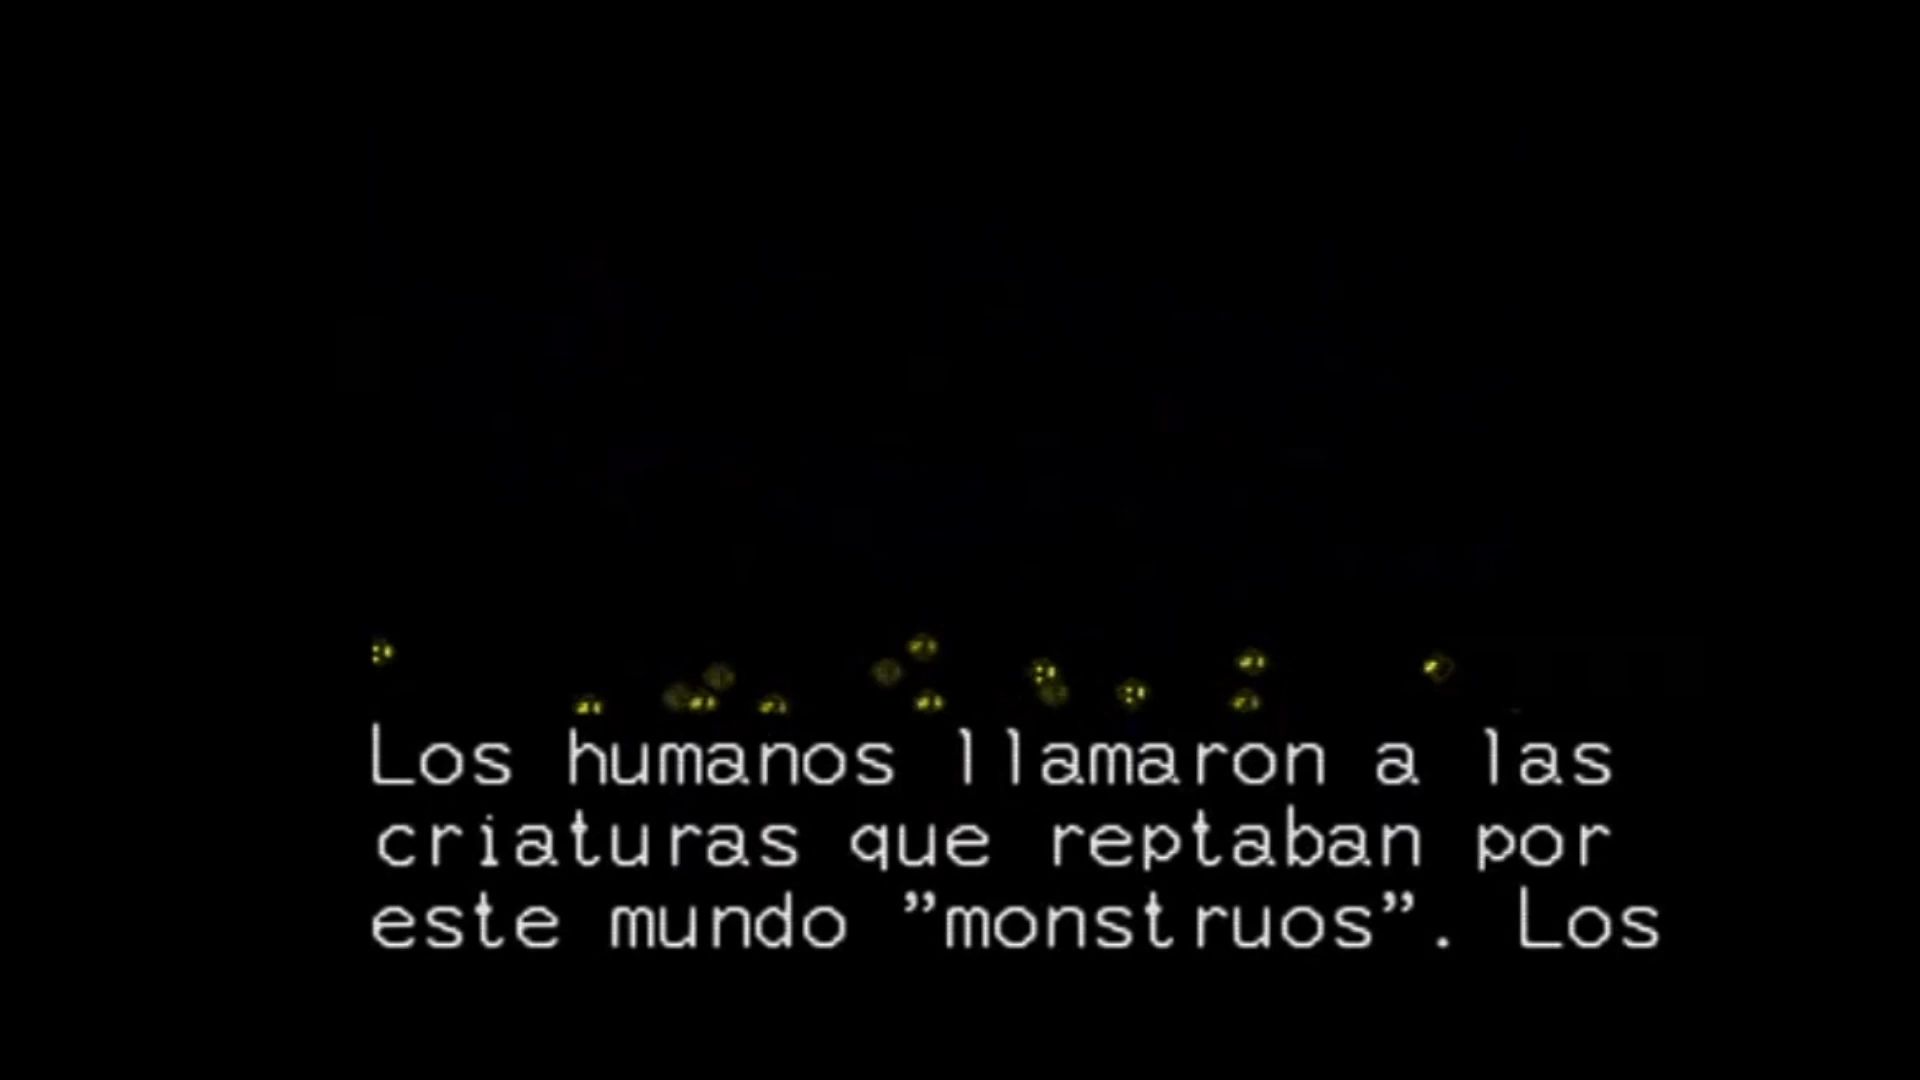 Los humanos llamaron a las
criaturas que reptaban por
este mundo ”monstruos”. Los